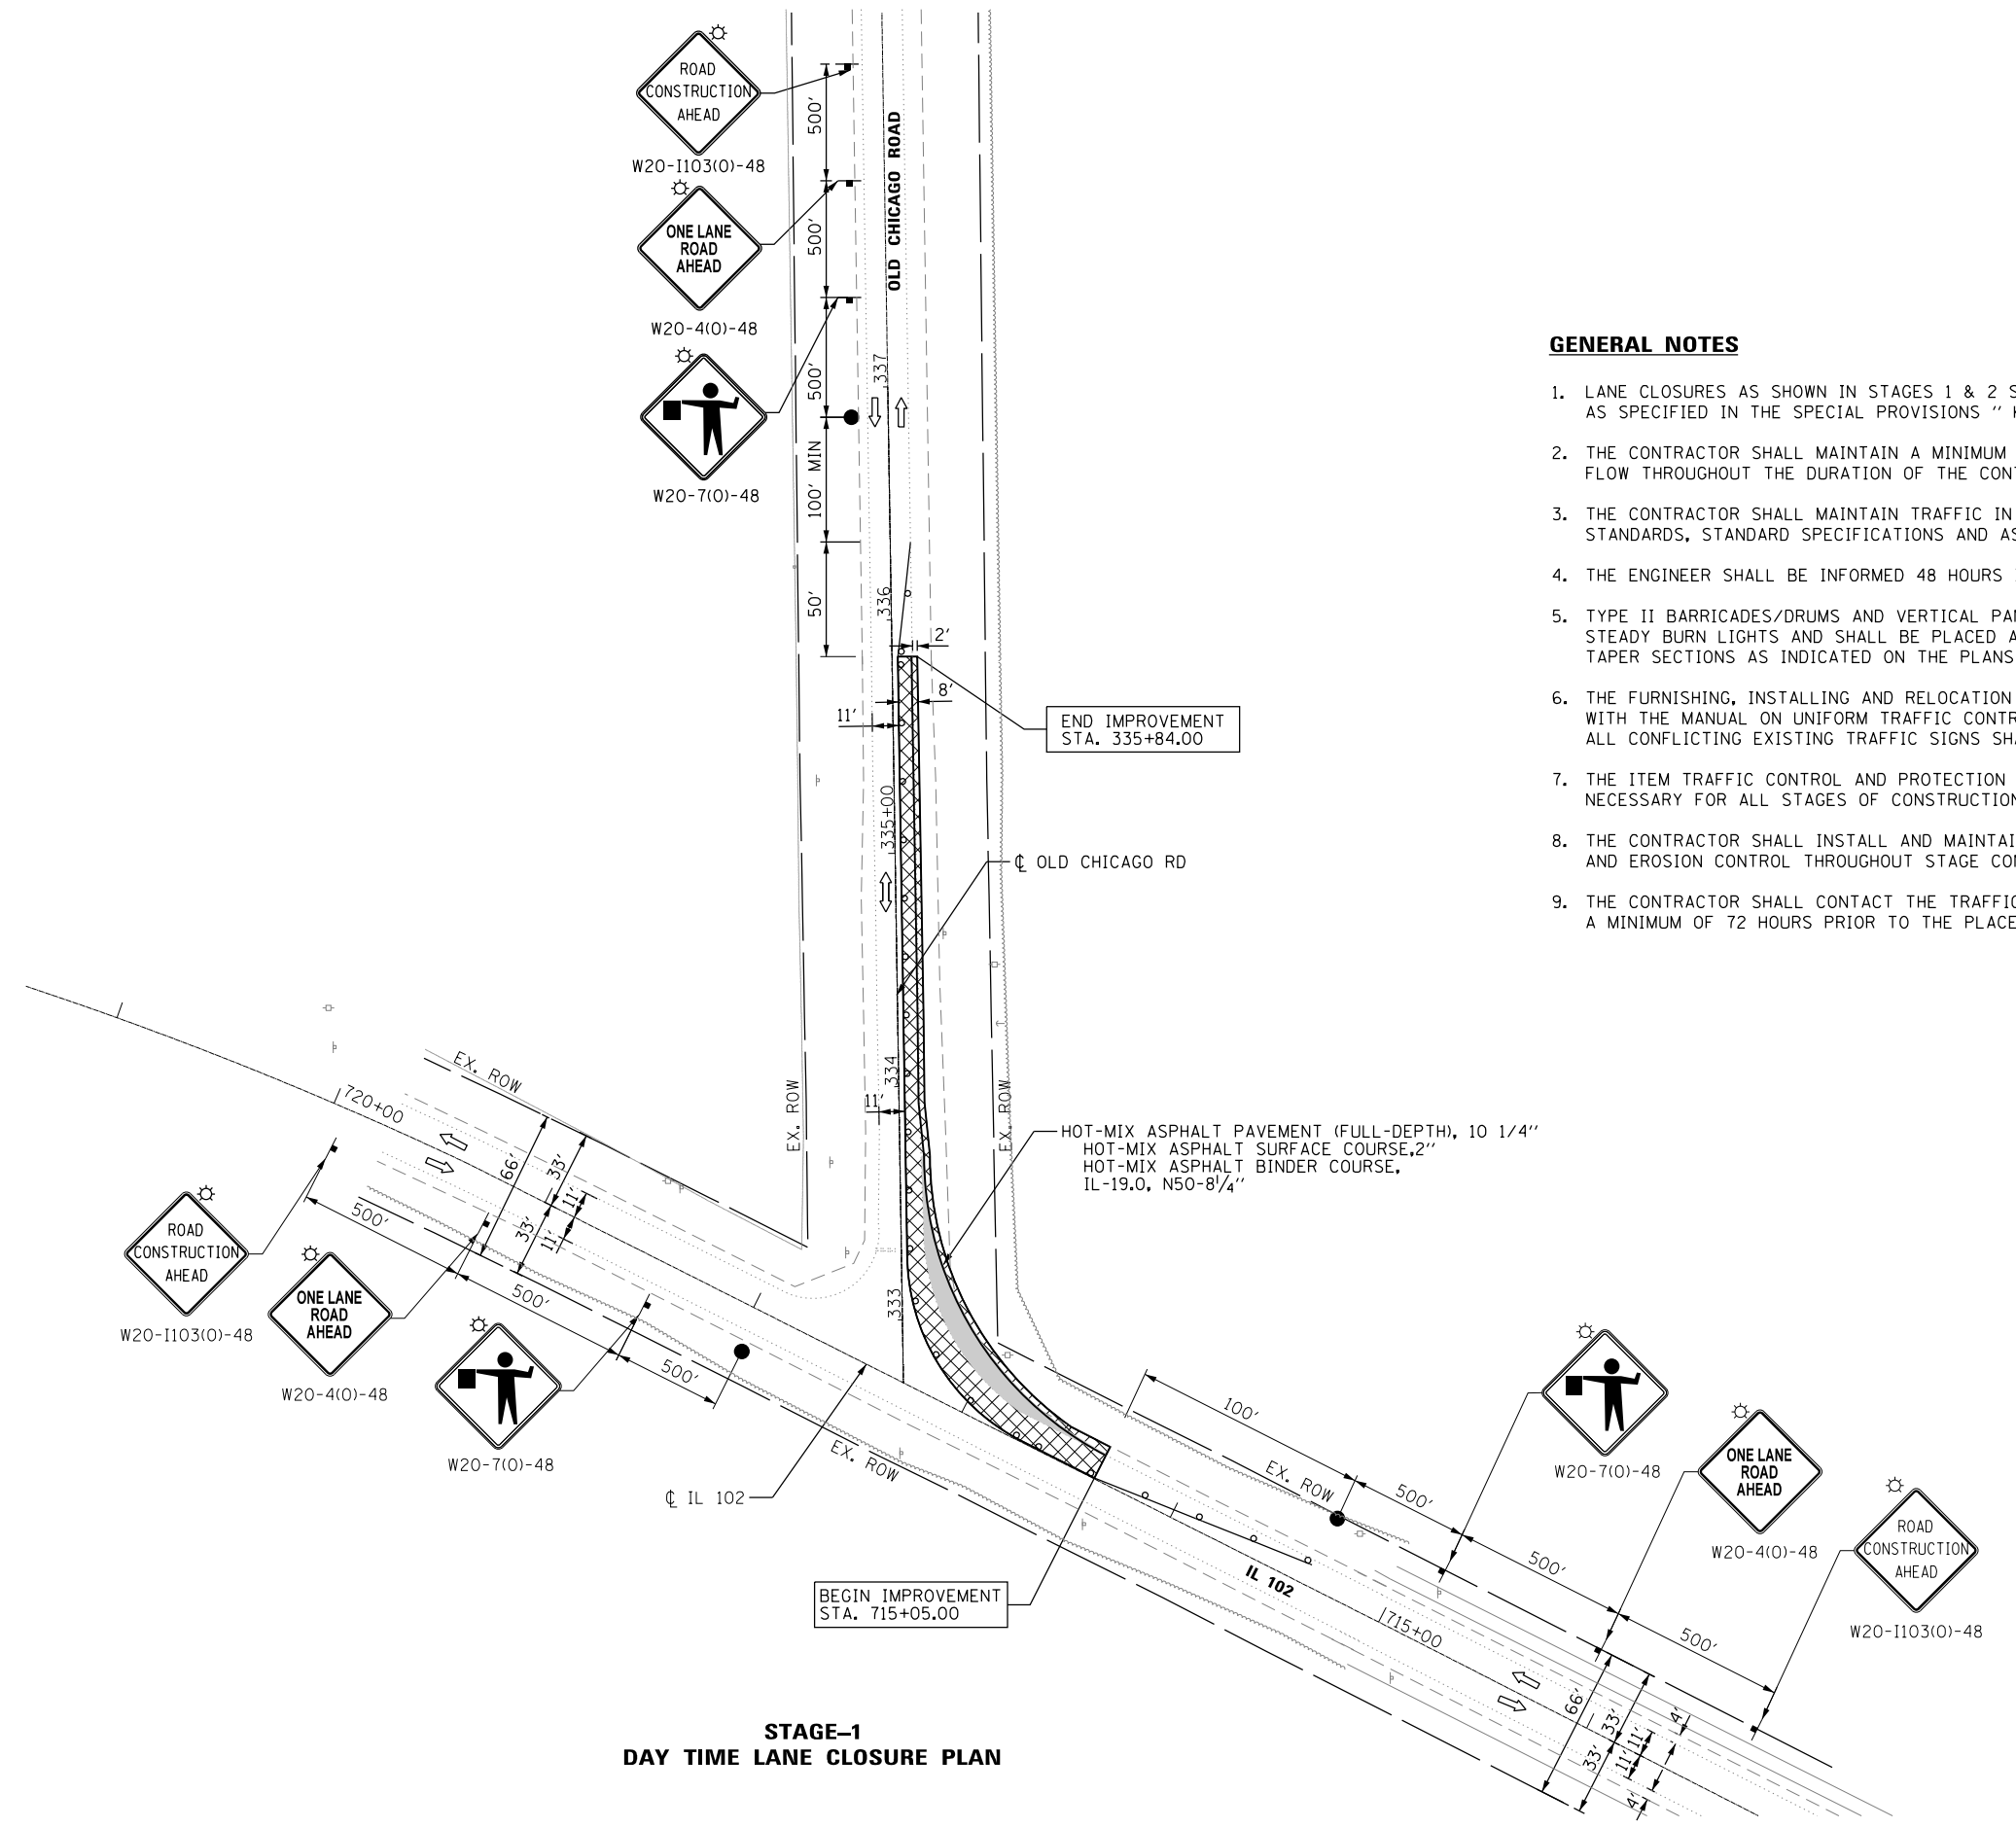 ROAD
CONSTRUCTION
AHEAD
W20-I103(O)-48
ONE LANE
ROAD
AHEAD
W20-4(O)-48
W20-7(O)-48
500'
500'
500'
100' MIN
50'
OLD CHICAGO ROAD
337
336
335+00
334
333
2'
8'
11'
11'
END IMPROVEMENT
STA. 335+84.00
℄ OLD CHICAGO RD
EX. ROW
EX. ROW
HOT-MIX ASPHALT PAVEMENT (FULL-DEPTH), 10 1/4"
HOT-MIX ASPHALT SURFACE COURSE,2"
HOT-MIX ASPHALT BINDER COURSE,
IL-19.0, N50-8 1/4"
GENERAL NOTES
1. LANE CLOSURES AS SHOWN IN STAGES 1 & 2 S
AS SPECIFIED IN THE SPECIAL PROVISIONS "
2. THE CONTRACTOR SHALL MAINTAIN A MINIMUM
FLOW THROUGHOUT THE DURATION OF THE CON
3. THE CONTRACTOR SHALL MAINTAIN TRAFFIC IN
STANDARDS, STANDARD SPECIFICATIONS AND AS
4. THE ENGINEER SHALL BE INFORMED 48 HOURS
5. TYPE II BARRICADES/DRUMS AND VERTICAL PA
STEADY BURN LIGHTS AND SHALL BE PLACED A
TAPER SECTIONS AS INDICATED ON THE PLANS
6. THE FURNISHING, INSTALLING AND RELOCATION
WITH THE MANUAL ON UNIFORM TRAFFIC CONTR
ALL CONFLICTING EXISTING TRAFFIC SIGNS SHA
7. THE ITEM TRAFFIC CONTROL AND PROTECTION
NECESSARY FOR ALL STAGES OF CONSTRUCTION
8. THE CONTRACTOR SHALL INSTALL AND MAINTAI
AND EROSION CONTROL THROUGHOUT STAGE CO
9. THE CONTRACTOR SHALL CONTACT THE TRAFFIC
A MINIMUM OF 72 HOURS PRIOR TO THE PLACE
EX. ROW
720+00
66'
33'
33'
11'
11'
500'
500'
500'
ROAD
CONSTRUCTION
AHEAD
W20-I103(O)-48
ONE LANE
ROAD
AHEAD
W20-4(O)-48
W20-7(O)-48
℄ IL 102
EX. ROW
BEGIN IMPROVEMENT
STA. 715+05.00
100'
EX. ROW
500'
500'
500'
IL 102
715+00
W20-7(O)-48
ONE LANE
ROAD
AHEAD
W20-4(O)-48
ROAD
CONSTRUCTION
AHEAD
W20-I103(O)-48
66'
33'
33'
11'
11'
4'
4'
STAGE-1
DAY TIME LANE CLOSURE PLAN